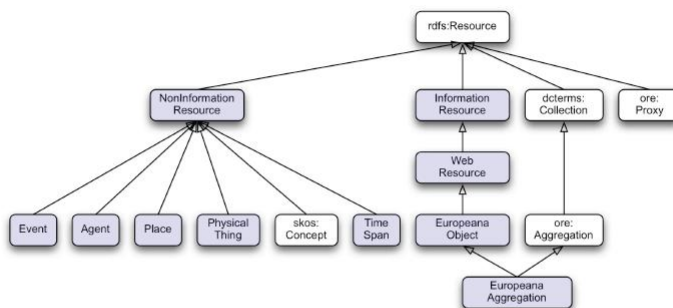 rdfs:Resource
NonInformation
Resource
Information
Resource
dcterms:
Collection
ore:
Proxy
Web
Resource
Event
Agent
Place
Physical
Thing
skos:
Concept
Time
Span
Europeana
Object
ore:
Aggregation
Europeana
Aggregation